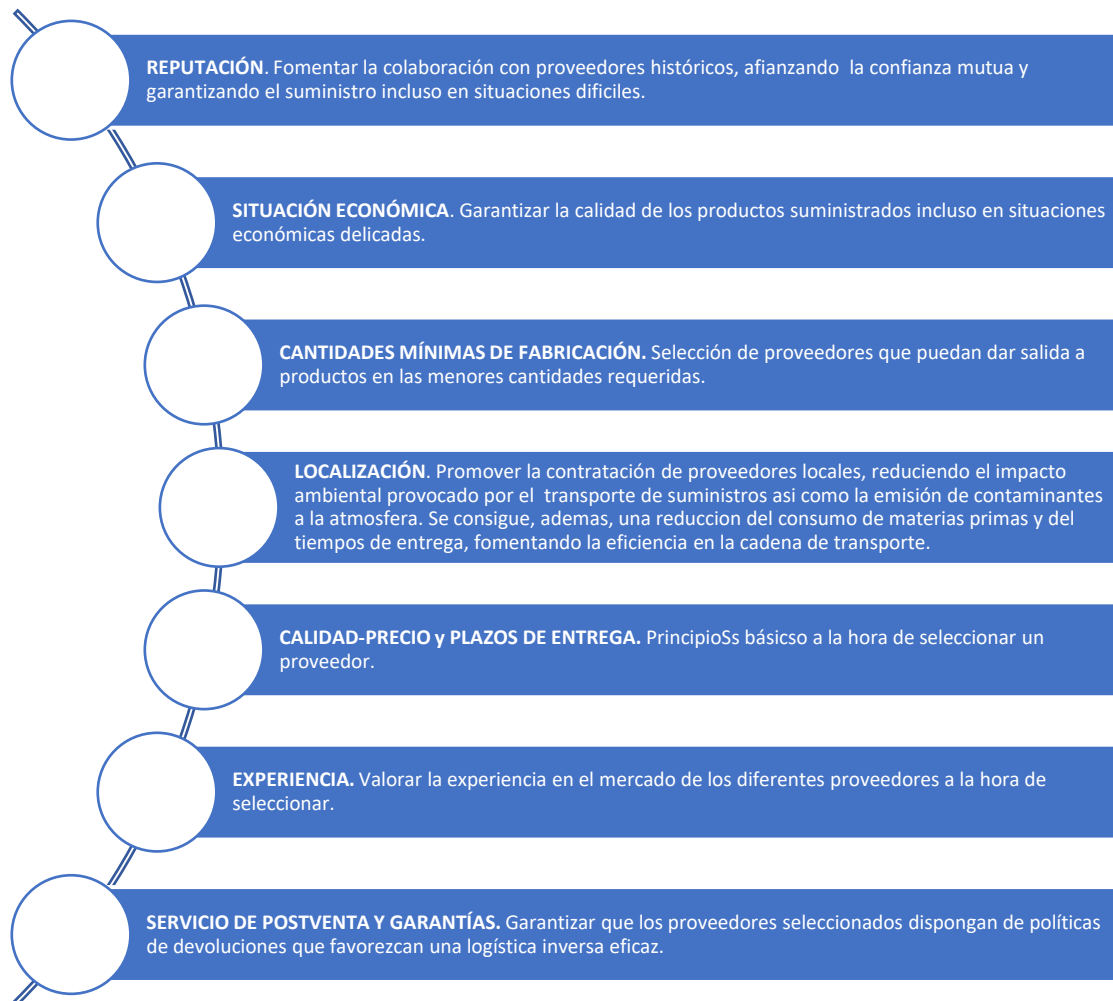 REPUTACIÓN. Fomentar la colaboración con proveedores históricos, afianzando la confianza mutua y
garantizando el suministro incluso en situaciones dificiles.
SITUACIÓN ECONÓMICA. Garantizar la calidad de los productos suministrados incluso en situaciones
económicas delicadas.
CANTIDADES MÍNIMAS DE FABRICACIÓN. Selección de proveedores que puedan dar salida a
productos en las menores cantidades requeridas.
LOCALIZACIÓN. Promover la contratación de proveedores locales, reduciendo el impacto
ambiental provocado por el transporte de suministros asi como la emisión de contaminantes
a la atmosfera. Se consigue, ademas, una reduccion del consumo de materias primas y del
tiempos de entrega, fomentando la eficiencia en la cadena de transporte.
CALIDAD-PRECIO y PLAZOS DE ENTREGA. PrincipioSs básicso a la hora de seleccionar un
proveedor.
EXPERIENCIA. Valorar la experiencia en el mercado de los diferentes proveedores a la hora de
seleccionar.
SERVICIO DE POSTVENTA Y GARANTÍAS. Garantizar que los proveedores seleccionados dispongan de políticas
de devoluciones que favorezcan una logística inversa eficaz.